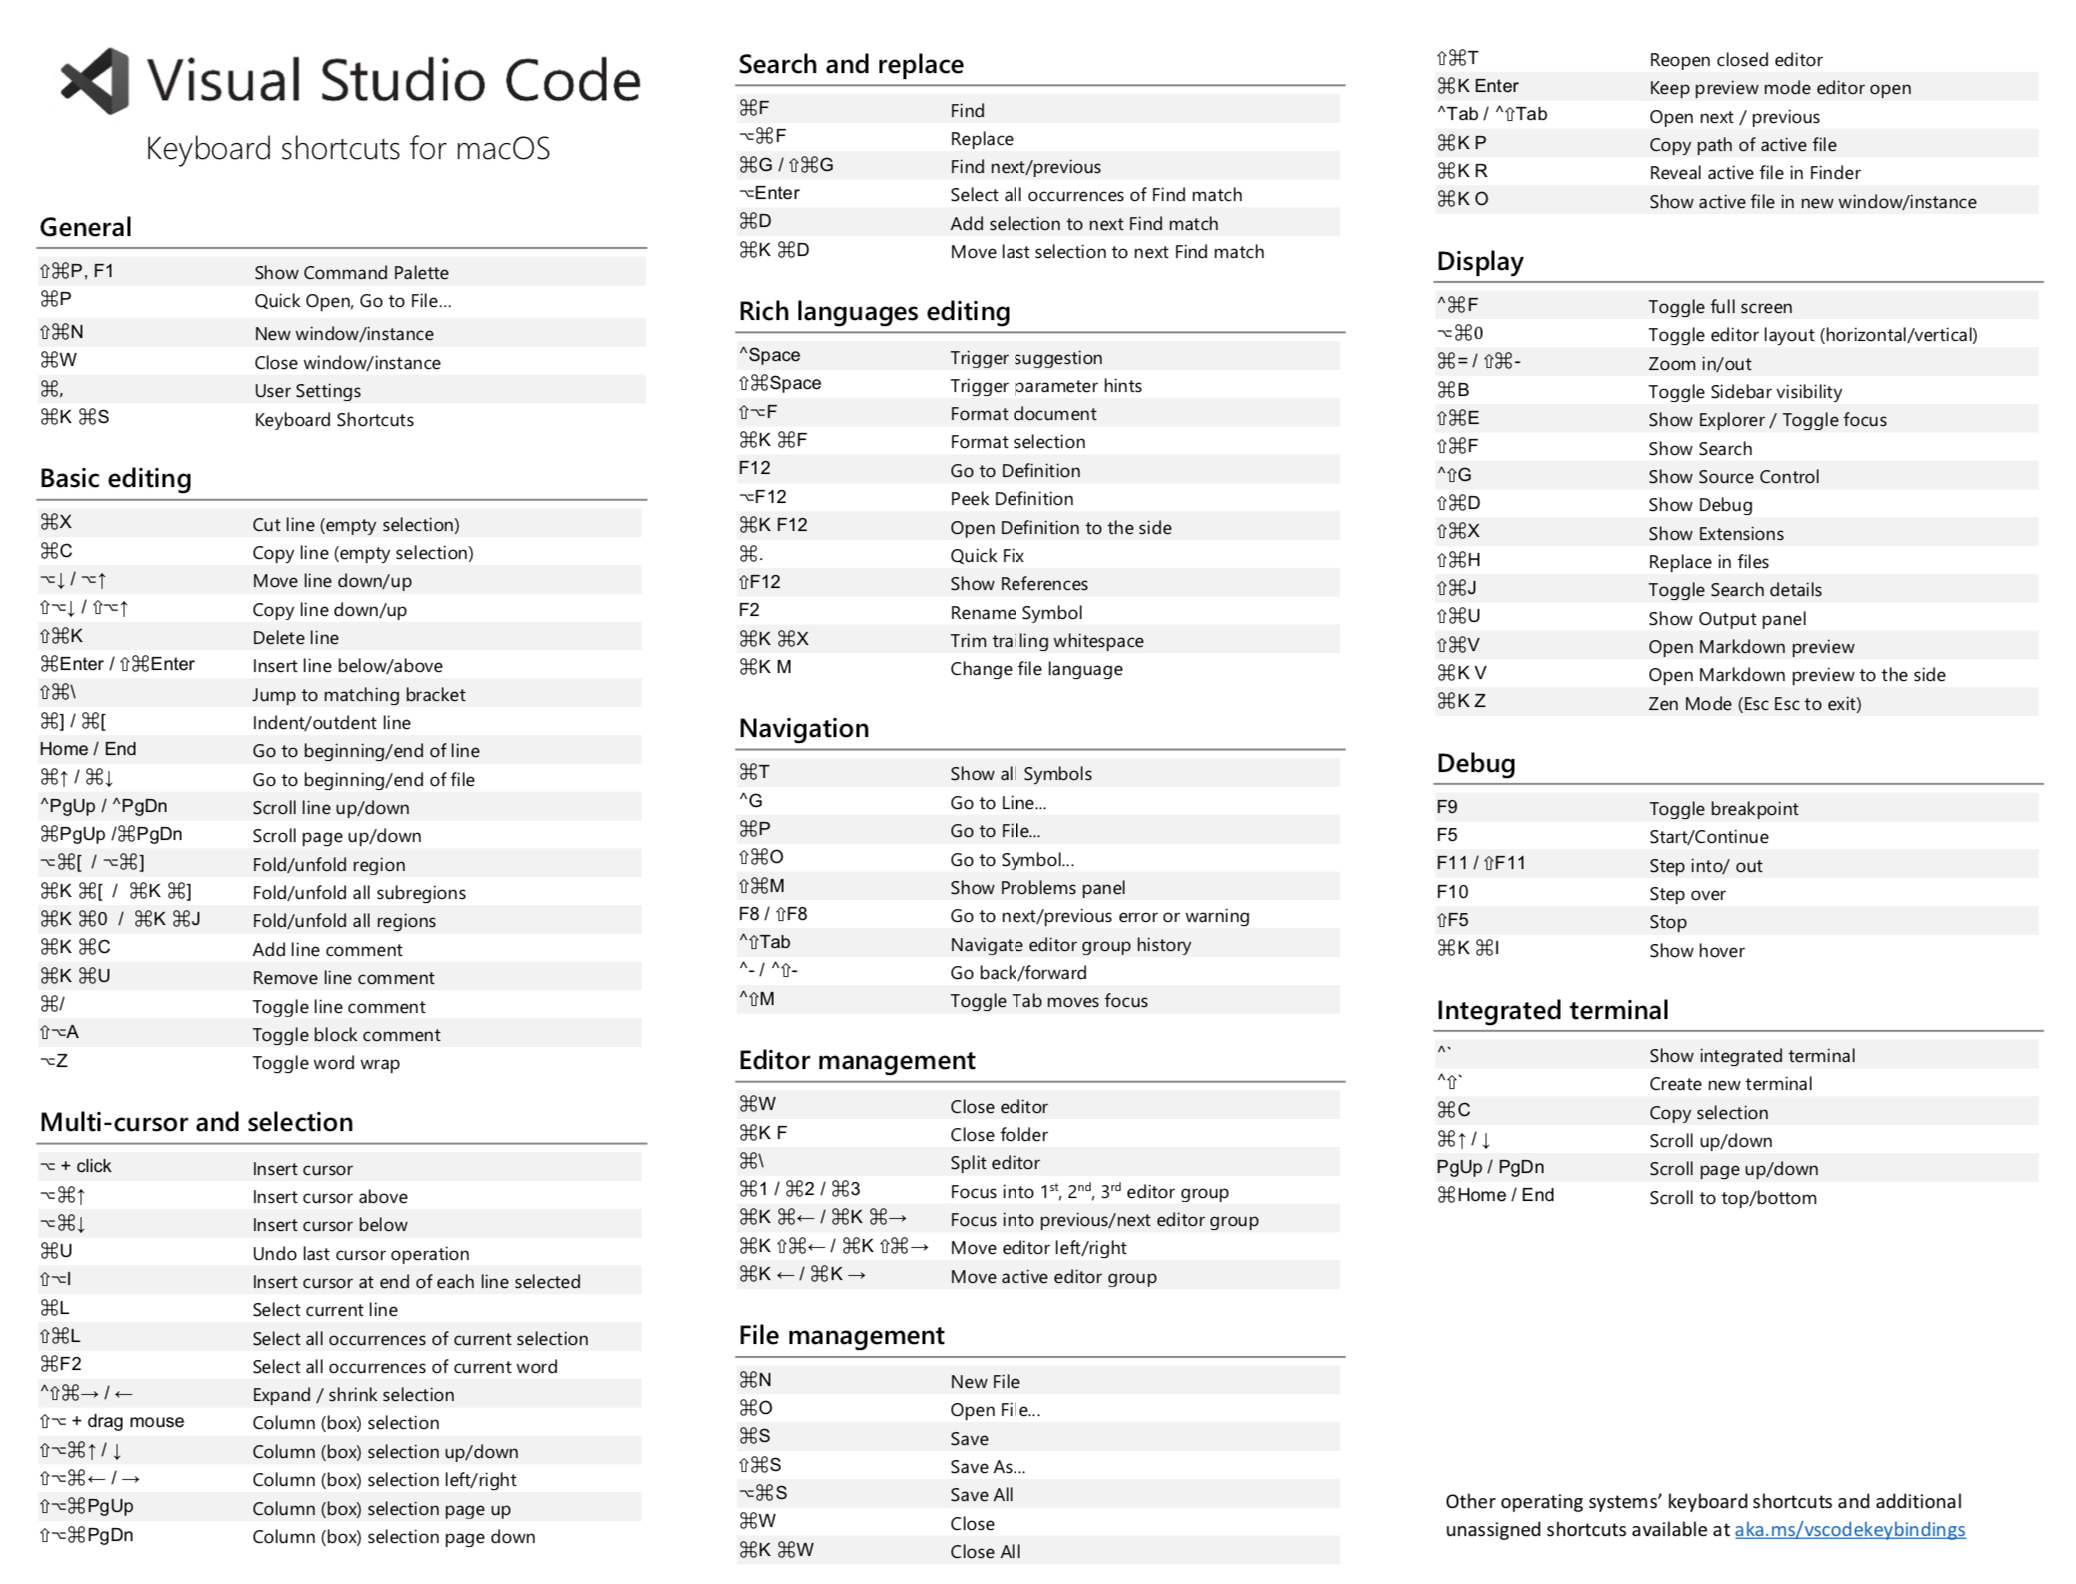 Visual Studio Code
Keyboard shortcuts for macOS
General
⇧⌘P, F1 Show Command Palette
⌘P Quick Open, Go to File...
⇧⌘N New window/instance
⌘W Close window/instance
⌘, User Settings
⌘K ⌘S Keyboard Shortcuts
Basic editing
⌘X Cut line (empty selection)
⌘C Copy line (empty selection)
⌥↓ / ⌥↑ Move line down/up
⇧⌥↓ / ⇧⌥↑ Copy line down/up
⇧⌘K Delete line
⌘Enter / ⇧⌘Enter Insert line below/above
⇧⌘\ Jump to matching bracket
⌘] / ⌘[ Indent/outdent line
Home / End Go to beginning/end of line
⌘↑ / ⌘↓ Go to beginning/end of file
^PgUp / ^PgDn Scroll line up/down
⌘PgUp /⌘PgDn Scroll page up/down
⌥⌘[ / ⌥⌘] Fold/unfold region
⌘K ⌘[ / ⌘K ⌘] Fold/unfold all subregions
⌘K ⌘0 / ⌘K ⌘J Fold/unfold all regions
⌘K ⌘C Add line comment
⌘K ⌘U Remove line comment
⌘/ Toggle line comment
⇧⌥A Toggle block comment
⌥Z Toggle word wrap
Multi-cursor and selection
⌥ + click Insert cursor
⌥⌘↑ Insert cursor above
⌥⌘↓ Insert cursor below
⌘U Undo last cursor operation
⇧⌥I Insert cursor at end of each line selected
⌘L Select current line
⇧⌘L Select all occurrences of current selection
⌘F2 Select all occurrences of current word
^⇧⌘→ / ← Expand / shrink selection
⇧⌥ + drag mouse Column (box) selection
⇧⌥⌘↑ / ↓ Column (box) selection up/down
⇧⌥⌘← / → Column (box) selection left/right
⇧⌥⌘PgUp Column (box) selection page up
⇧⌥⌘PgDn Column (box) selection page down
Search and replace
⌘F Find
⌥⌘F Replace
⌘G / ⇧⌘G Find next/previous
⌥Enter Select all occurrences of Find match
⌘D Add selection to next Find match
⌘K ⌘D Move last selection to next Find match
Rich languages editing
^Space Trigger suggestion
⇧⌘Space Trigger parameter hints
⇧⌥F Format document
⌘K ⌘F Format selection
F12 Go to Definition
⌥F12 Peek Definition
⌘K F12 Open Definition to the side
⌘. Quick Fix
⇧F12 Show References
F2 Rename Symbol
⌘K ⌘X Trim trailing whitespace
⌘K M Change file language
Navigation
⌘T Show all Symbols
^G Go to Line...
⌘P Go to File...
⇧⌘O Go to Symbol...
⇧⌘M Show Problems panel
F8 / ⇧F8 Go to next/previous error or warning
^⇧Tab Navigate editor group history
^- / ^⇧- Go back/forward
^⇧M Toggle Tab moves focus
Editor management
⌘W Close editor
⌘K F Close folder
⌘\ Split editor
⌘1 / ⌘2 / ⌘3 Focus into 1st, 2nd, 3rd editor group
⌘K ⌘← / ⌘K ⌘→ Focus into previous/next editor group
⌘K ⇧⌘← / ⌘K ⇧⌘→ Move editor left/right
⌘K ← / ⌘K → Move active editor group
File management
⌘N New File
⌘O Open File...
⌘S Save
⇧⌘S Save As...
⌥⌘S Save All
⌘W Close
⌘K ⌘W Close All
⇧⌘T Reopen closed editor
⌘K Enter Keep preview mode editor open
^Tab / ^⇧Tab Open next / previous
⌘K P Copy path of active file
⌘K R Reveal active file in Finder
⌘K O Show active file in new window/instance
Display
^⌘F Toggle full screen
⌥⌘0 Toggle editor layout (horizontal/vertical)
⌘= / ⇧⌘- Zoom in/out
⌘B Toggle Sidebar visibility
⇧⌘E Show Explorer / Toggle focus
⇧⌘F Show Search
^⇧G Show Source Control
⇧⌘D Show Debug
⇧⌘X Show Extensions
⇧⌘H Replace in files
⇧⌘J Toggle Search details
⇧⌘U Show Output panel
⇧⌘V Open Markdown preview
⌘K V Open Markdown preview to the side
⌘K Z Zen Mode (Esc Esc to exit)
Debug
F9 Toggle breakpoint
F5 Start/Continue
F11 / ⇧F11 Step into/ out
F10 Step over
⇧F5 Stop
⌘K ⌘I Show hover
Integrated terminal
^` Show integrated terminal
^⇧` Create new terminal
⌘C Copy selection
⌘↑ / ↓ Scroll up/down
PgUp / PgDn Scroll page up/down
⌘Home / End Scroll to top/bottom
Other operating systems’ keyboard shortcuts and additional
unassigned shortcuts available at aka.ms/vscodekeybindings